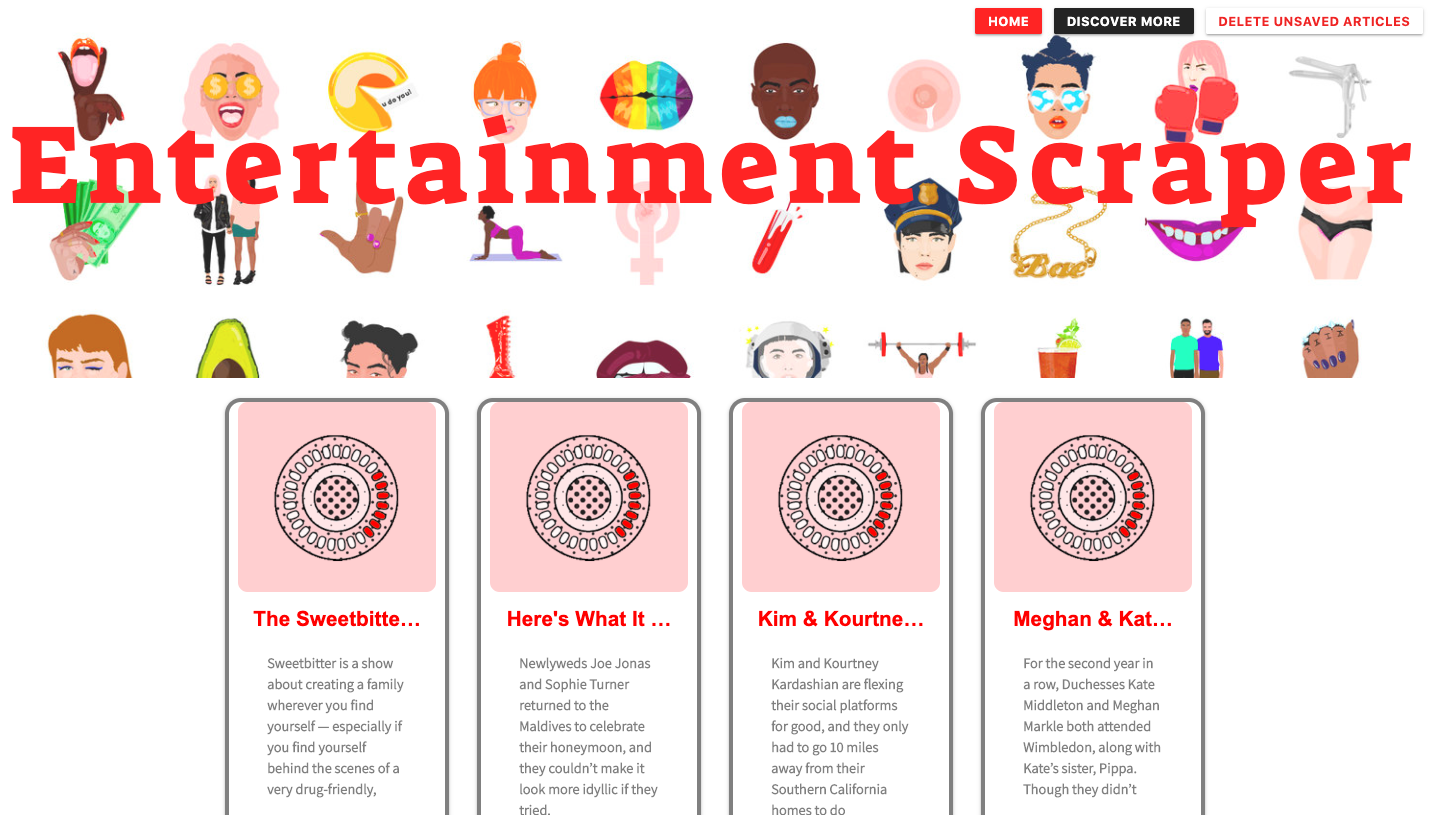 HOME
DISCOVER MORE
DELETE UNSAVED ARTICLES
u do you!
Entertainment Scraper
Bae
The Sweetbitte…
Sweetbitter is a show
about creating a family
wherever you find
yourself — especially if
you find yourself
behind the scenes of a
very drug-friendly,
Here's What It …
Newlyweds Joe Jonas
and Sophie Turner
returned to the
Maldives to celebrate
their honeymoon, and
they couldn’t make it
look more idyllic if they
tried.
Kim & Kourtne…
Kim and Kourtney
Kardashian are flexing
their social platforms
for good, and they only
had to go 10 miles
away from their
Southern California
homes to do
Meghan & Kat…
For the second year in
a row, Duchesses Kate
Middleton and Meghan
Markle both attended
Wimbledon, along with
Kate’s sister, Pippa.
Though they didn’t